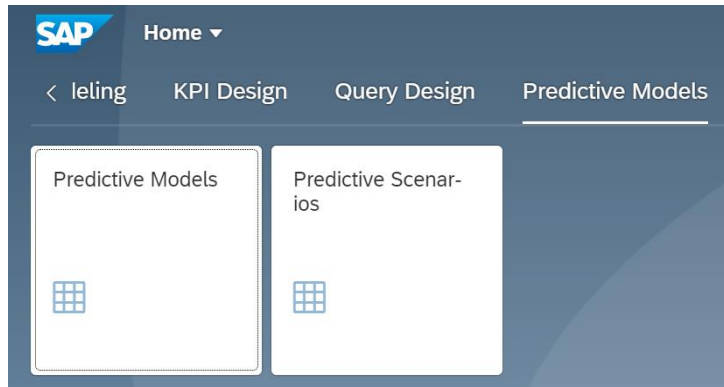 SAP Home
leling KPI Design Query Design Predictive Models
Predictive Models Predictive Scenar-
ios